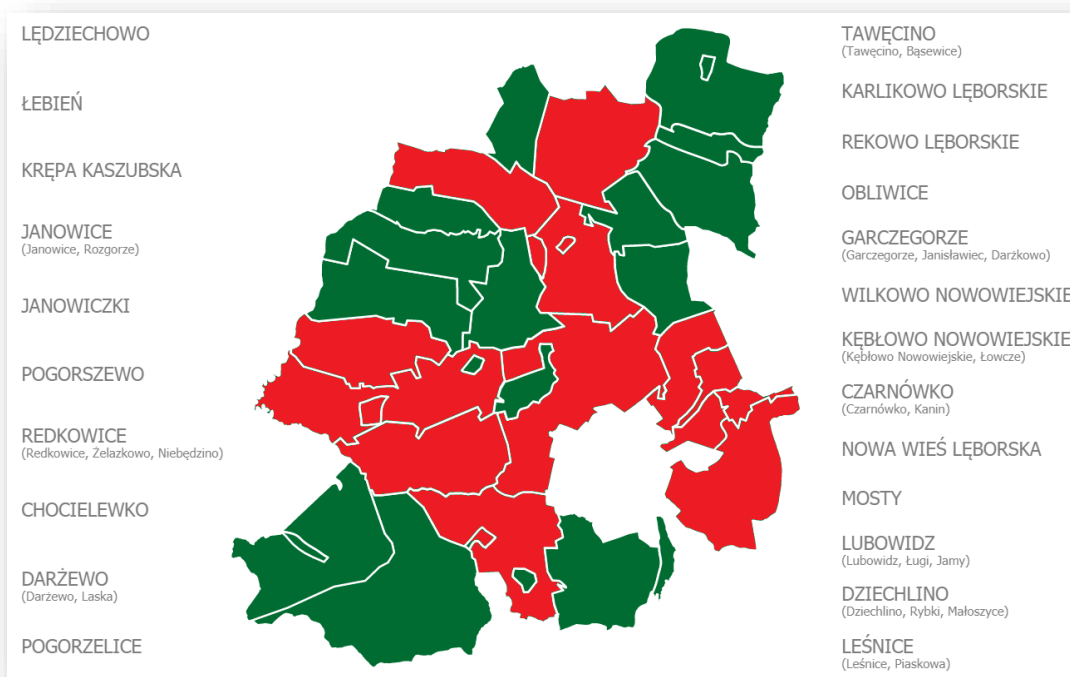 LĘDZIECHOWO
ŁEBIEŃ
KRĘPA KASZUBSKA
JANOWICE
(Janowice, Rozgorze)
JANOWICZKI
POGORSZEWO
REDKOWICE
(Redkowice, Żelazkowo, Niebędzino)
CHOCIELEWKO
DARŻEWO
(Darżewo, Laska)
POGORZELICE
TAWĘCINO
(Tawęcino, Bąsewice)
KARLIKOWO LĘBORSKIE
REKOWO LĘBORSKIE
OBLIWICE
GARCZEGORZE
(Garczegorze, Janisławiec, Darżkowo)
WILKOWO NOWOWIEJSKIE
KĘBŁOWO NOWOWIEJSKIE
(Kębłowo Nowowiejskie, Łowcze)
CZARNÓWKO
(Czarnówko, Kanin)
NOWA WIEŚ LĘBORSKA
MOSTY
LUBOWIDZ
(Lubowidz, Ługi, Jamy)
DZIECHLINO
(Dziechlino, Rybki, Małoszyce)
LEŚNICE
(Leśnice, Piaskowa)